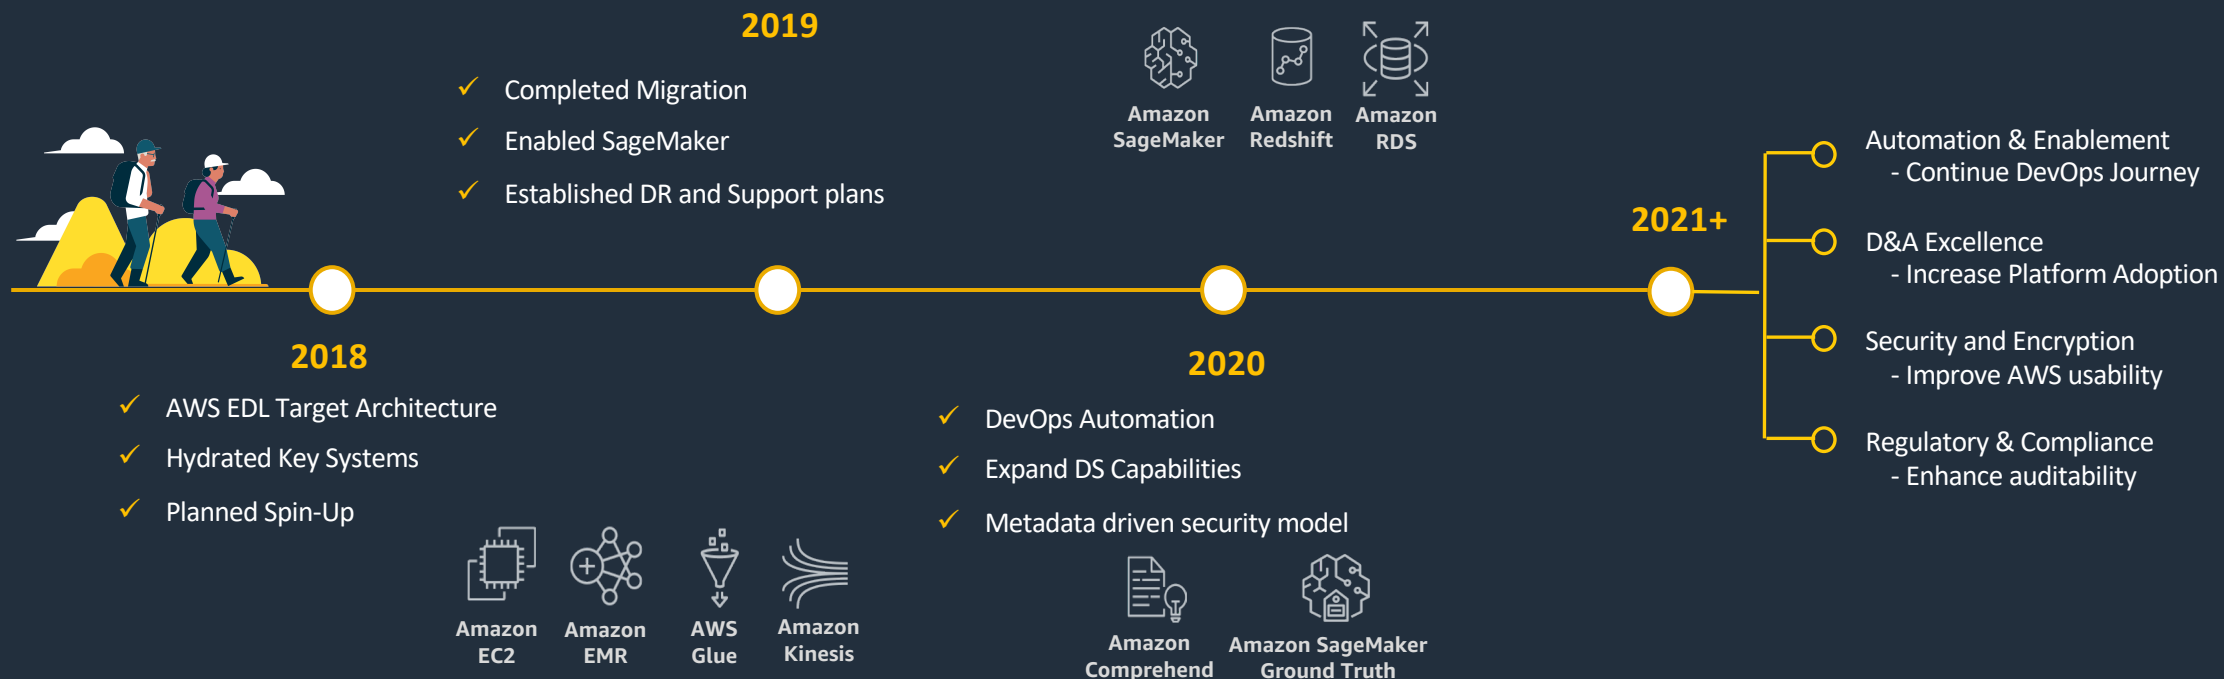 2019
Completed Migration
Enabled SageMaker
Established DR and Support plans
Amazon
SageMaker
Amazon
Redshift
Amazon
RDS
2018
AWS EDL Target Architecture
Hydrated Key Systems
Planned Spin-Up
Amazon
EC2
Amazon
EMR
AWS
Glue
Amazon
Kinesis
2020
DevOps Automation
Expand DS Capabilities
Metadata driven security model
Amazon
Comprehend
Amazon SageMaker
Ground Truth
2021+
Automation & Enablement
- Continue DevOps Journey
D&A Excellence
- Increase Platform Adoption
Security and Encryption
- Improve AWS usability
Regulatory & Compliance
- Enhance auditability